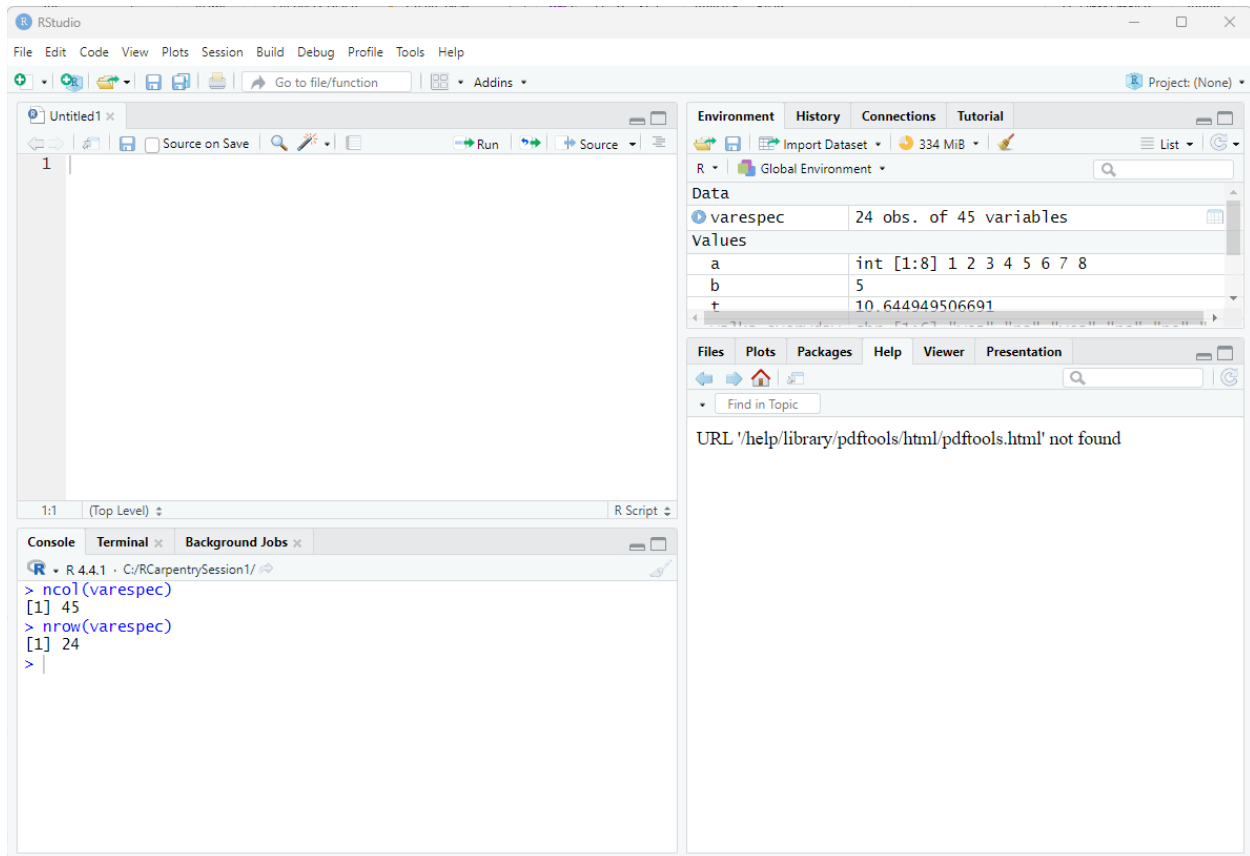 RStudio
File Edit Code View Plots Session Build Debug Profile Tools Help
Go to file/function Addins Project: (None)
Untitled1
Source on Save Run Source
1
1:1 (Top Level) R Script
Console Terminal Background Jobs
R 4.4.1 · C:/RCarpentrySession1/
> ncol(varespec)
[1] 45
> nrow(varespec)
[1] 24
>
Environment History Connections Tutorial
Import Dataset 334 MiB List
R Global Environment
Data
varespec 24 obs. of 45 variables
Values
a int [1:8] 1 2 3 4 5 6 7 8
b 5
t 10.644949506691
Files Plots Packages Help Viewer Presentation
Find in Topic
URL '/help/library/pdftools/html/pdftools.html' not found